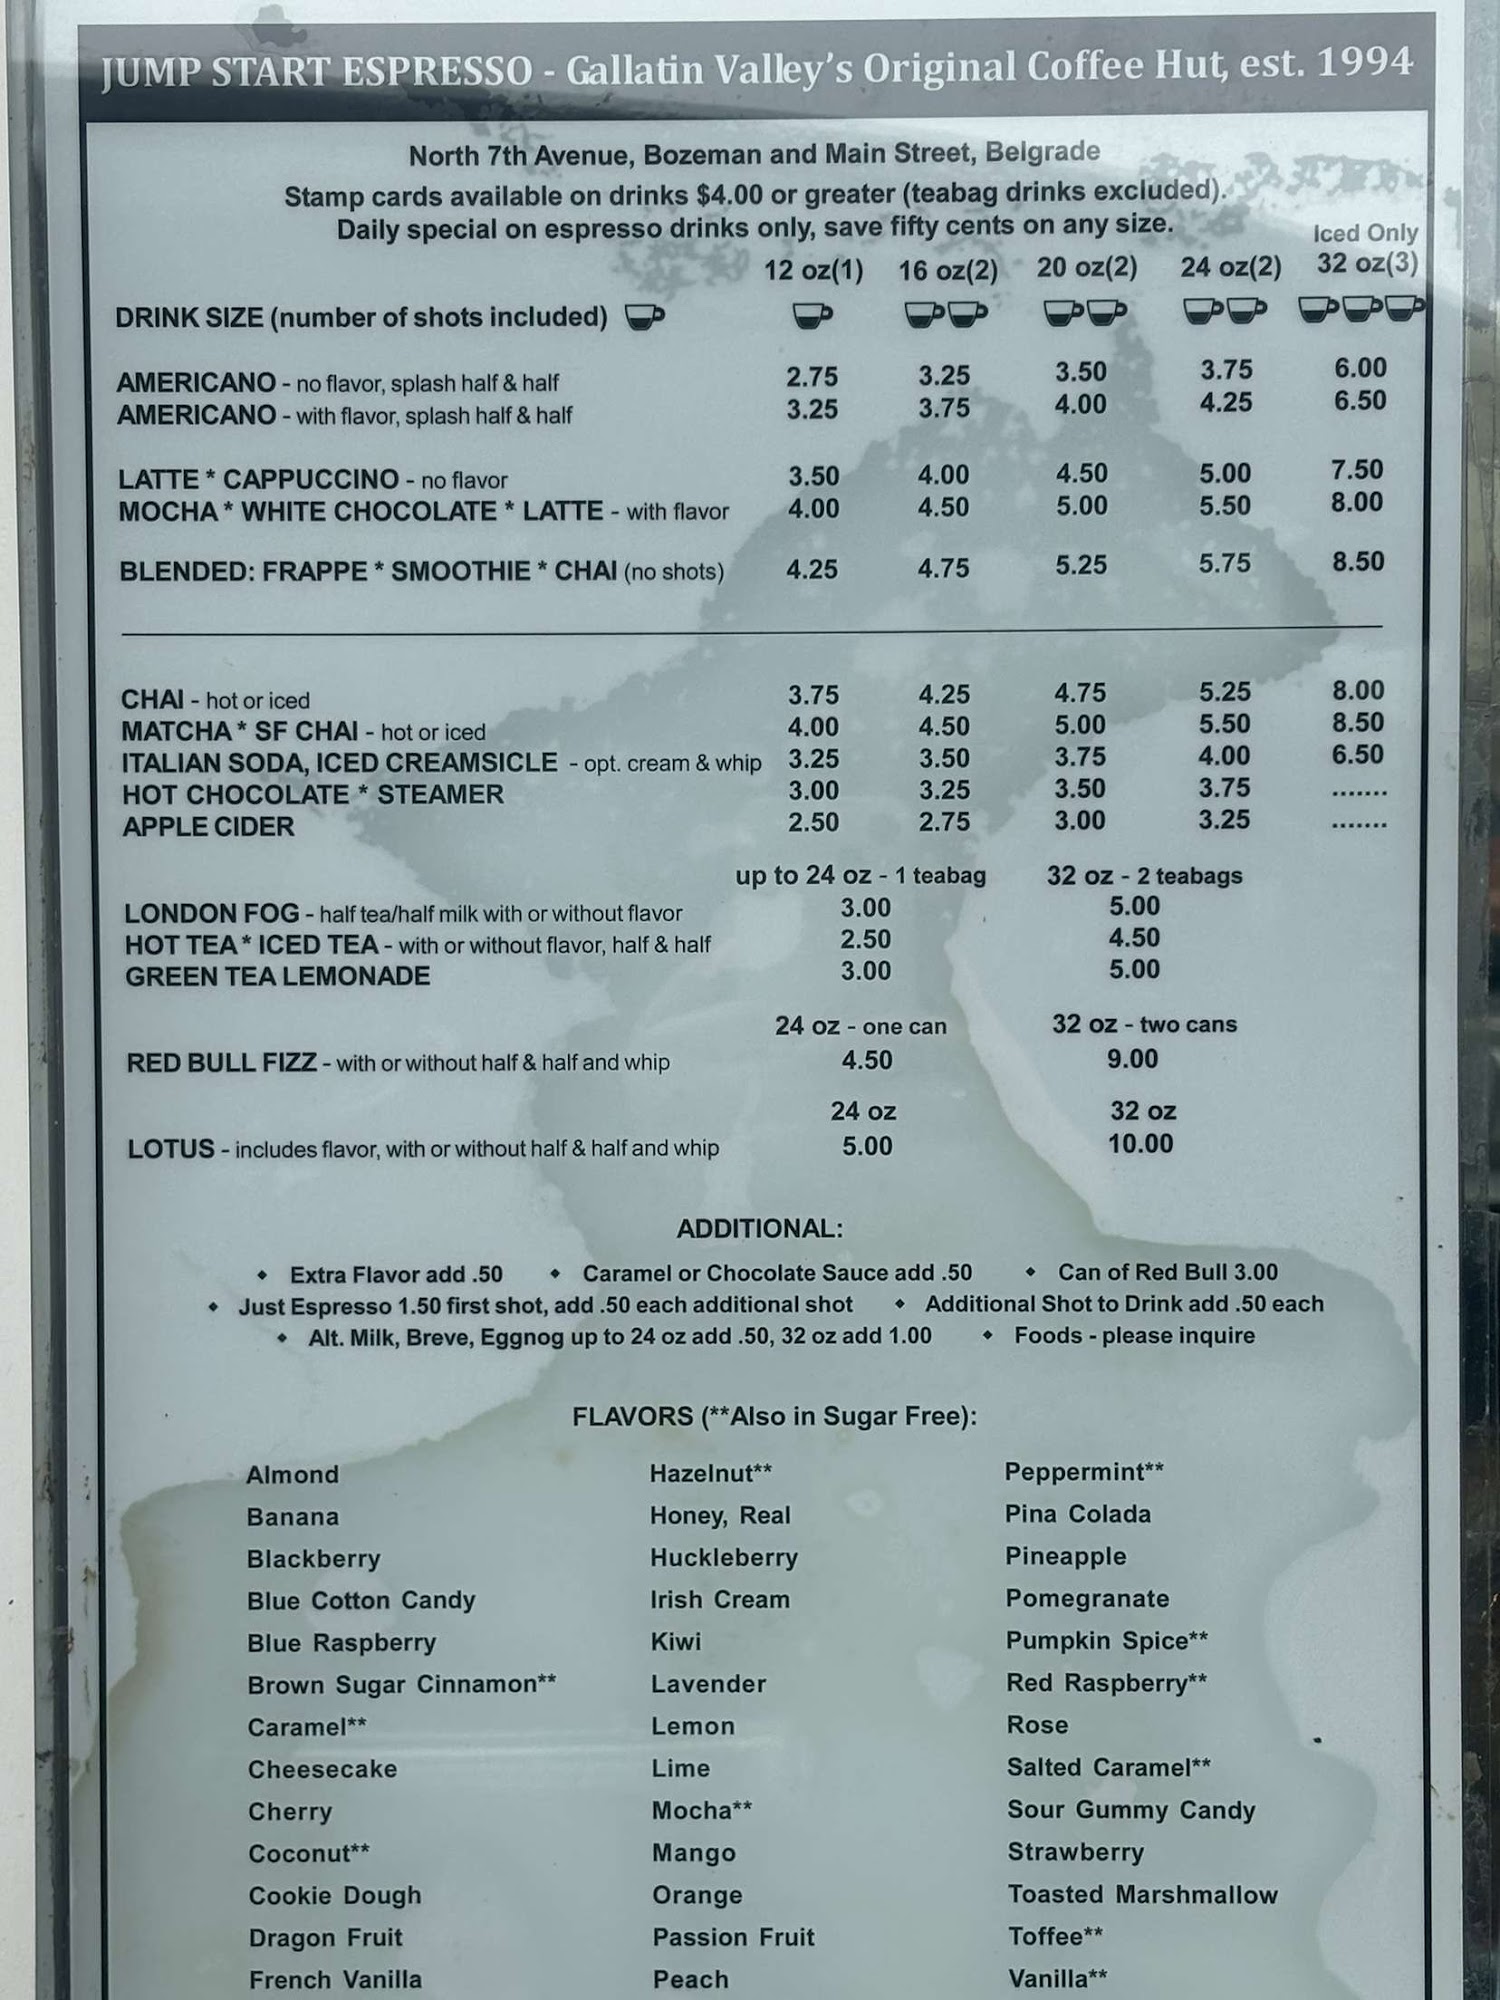 JUMP START ESPRESSO - Gallatin Valley's Original Coffee Hut, est. 1994
North 7th Avenue, Bozeman and Main Street, Belgrade
Stamp cards available on drinks $4.00 or greater (teabag drinks excluded).
Daily special on espresso drinks only, save fifty cents on any size.
Iced Only
12 oz(1) 16 oz(2) 20 oz(2) 24 oz(2) 32 oz(3)
DRINK SIZE (number of shots included)
AMERICANO - no flavor, splash half & half 2.75 3.25 3.50 3.75 6.00
AMERICANO - with flavor, splash half & half 3.25 3.75 4.00 4.25 6.50
LATTE * CAPPUCCINO - no flavor 3.50 4.00 4.50 5.00 7.50
MOCHA * WHITE CHOCOLATE * LATTE - with flavor 4.00 4.50 5.00 5.50 8.00
BLENDED: FRAPPE * SMOOTHIE * CHAI (no shots) 4.25 4.75 5.25 5.75 8.50
CHAI - hot or iced 3.75 4.25 4.75 5.25 8.00
MATCHA * SF CHAI - hot or iced 4.00 4.50 5.00 5.50 8.50
ITALIAN SODA, ICED CREAMSICLE - opt. cream & whip 3.25 3.50 3.75 4.00 6.50
HOT CHOCOLATE * STEAMER 3.00 3.25 3.50 3.75 .......
APPLE CIDER 2.50 2.75 3.00 3.25 .......
up to 24 oz - 1 teabag 32 oz - 2 teabags
LONDON FOG - half tea/half milk with or without flavor 3.00 5.00
HOT TEA * ICED TEA - with or without flavor, half & half 2.50 4.50
GREEN TEA LEMONADE 3.00 5.00
24 oz - one can 32 oz - two cans
RED BULL FIZZ - with or without half & half and whip 4.50 9.00
24 oz 32 oz
LOTUS - includes flavor, with or without half & half and whip 5.00 10.00
ADDITIONAL:
⬩ Extra Flavor add .50 ⬩ Caramel or Chocolate Sauce add .50 ⬩ Can of Red Bull 3.00
⬩ Just Espresso 1.50 first shot, add .50 each additional shot ⬩ Additional Shot to Drink add .50 each
⬩ Alt. Milk, Breve, Eggnog up to 24 oz add .50, 32 oz add 1.00 ⬩ Foods - please inquire
FLAVORS (**Also in Sugar Free):
Almond Hazelnut** Peppermint**
Banana Honey, Real Pina Colada
Blackberry Huckleberry Pineapple
Blue Cotton Candy Irish Cream Pomegranate
Blue Raspberry Kiwi Pumpkin Spice**
Brown Sugar Cinnamon** Lavender Red Raspberry**
Caramel** Lemon Rose
Cheesecake Lime Salted Caramel**
Cherry Mocha** Sour Gummy Candy
Coconut** Mango Strawberry
Cookie Dough Orange Toasted Marshmallow
Dragon Fruit Passion Fruit Toffee**
French Vanilla Peach Vanilla**